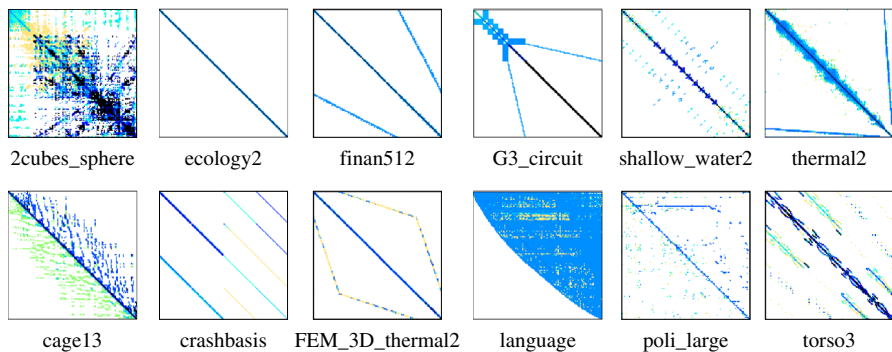 2cubes_sphere ecology2 finan512 G3_circuit shallow_water2 thermal2
cage13 crashbasis FEM_3D_thermal2 language poli_large torso3